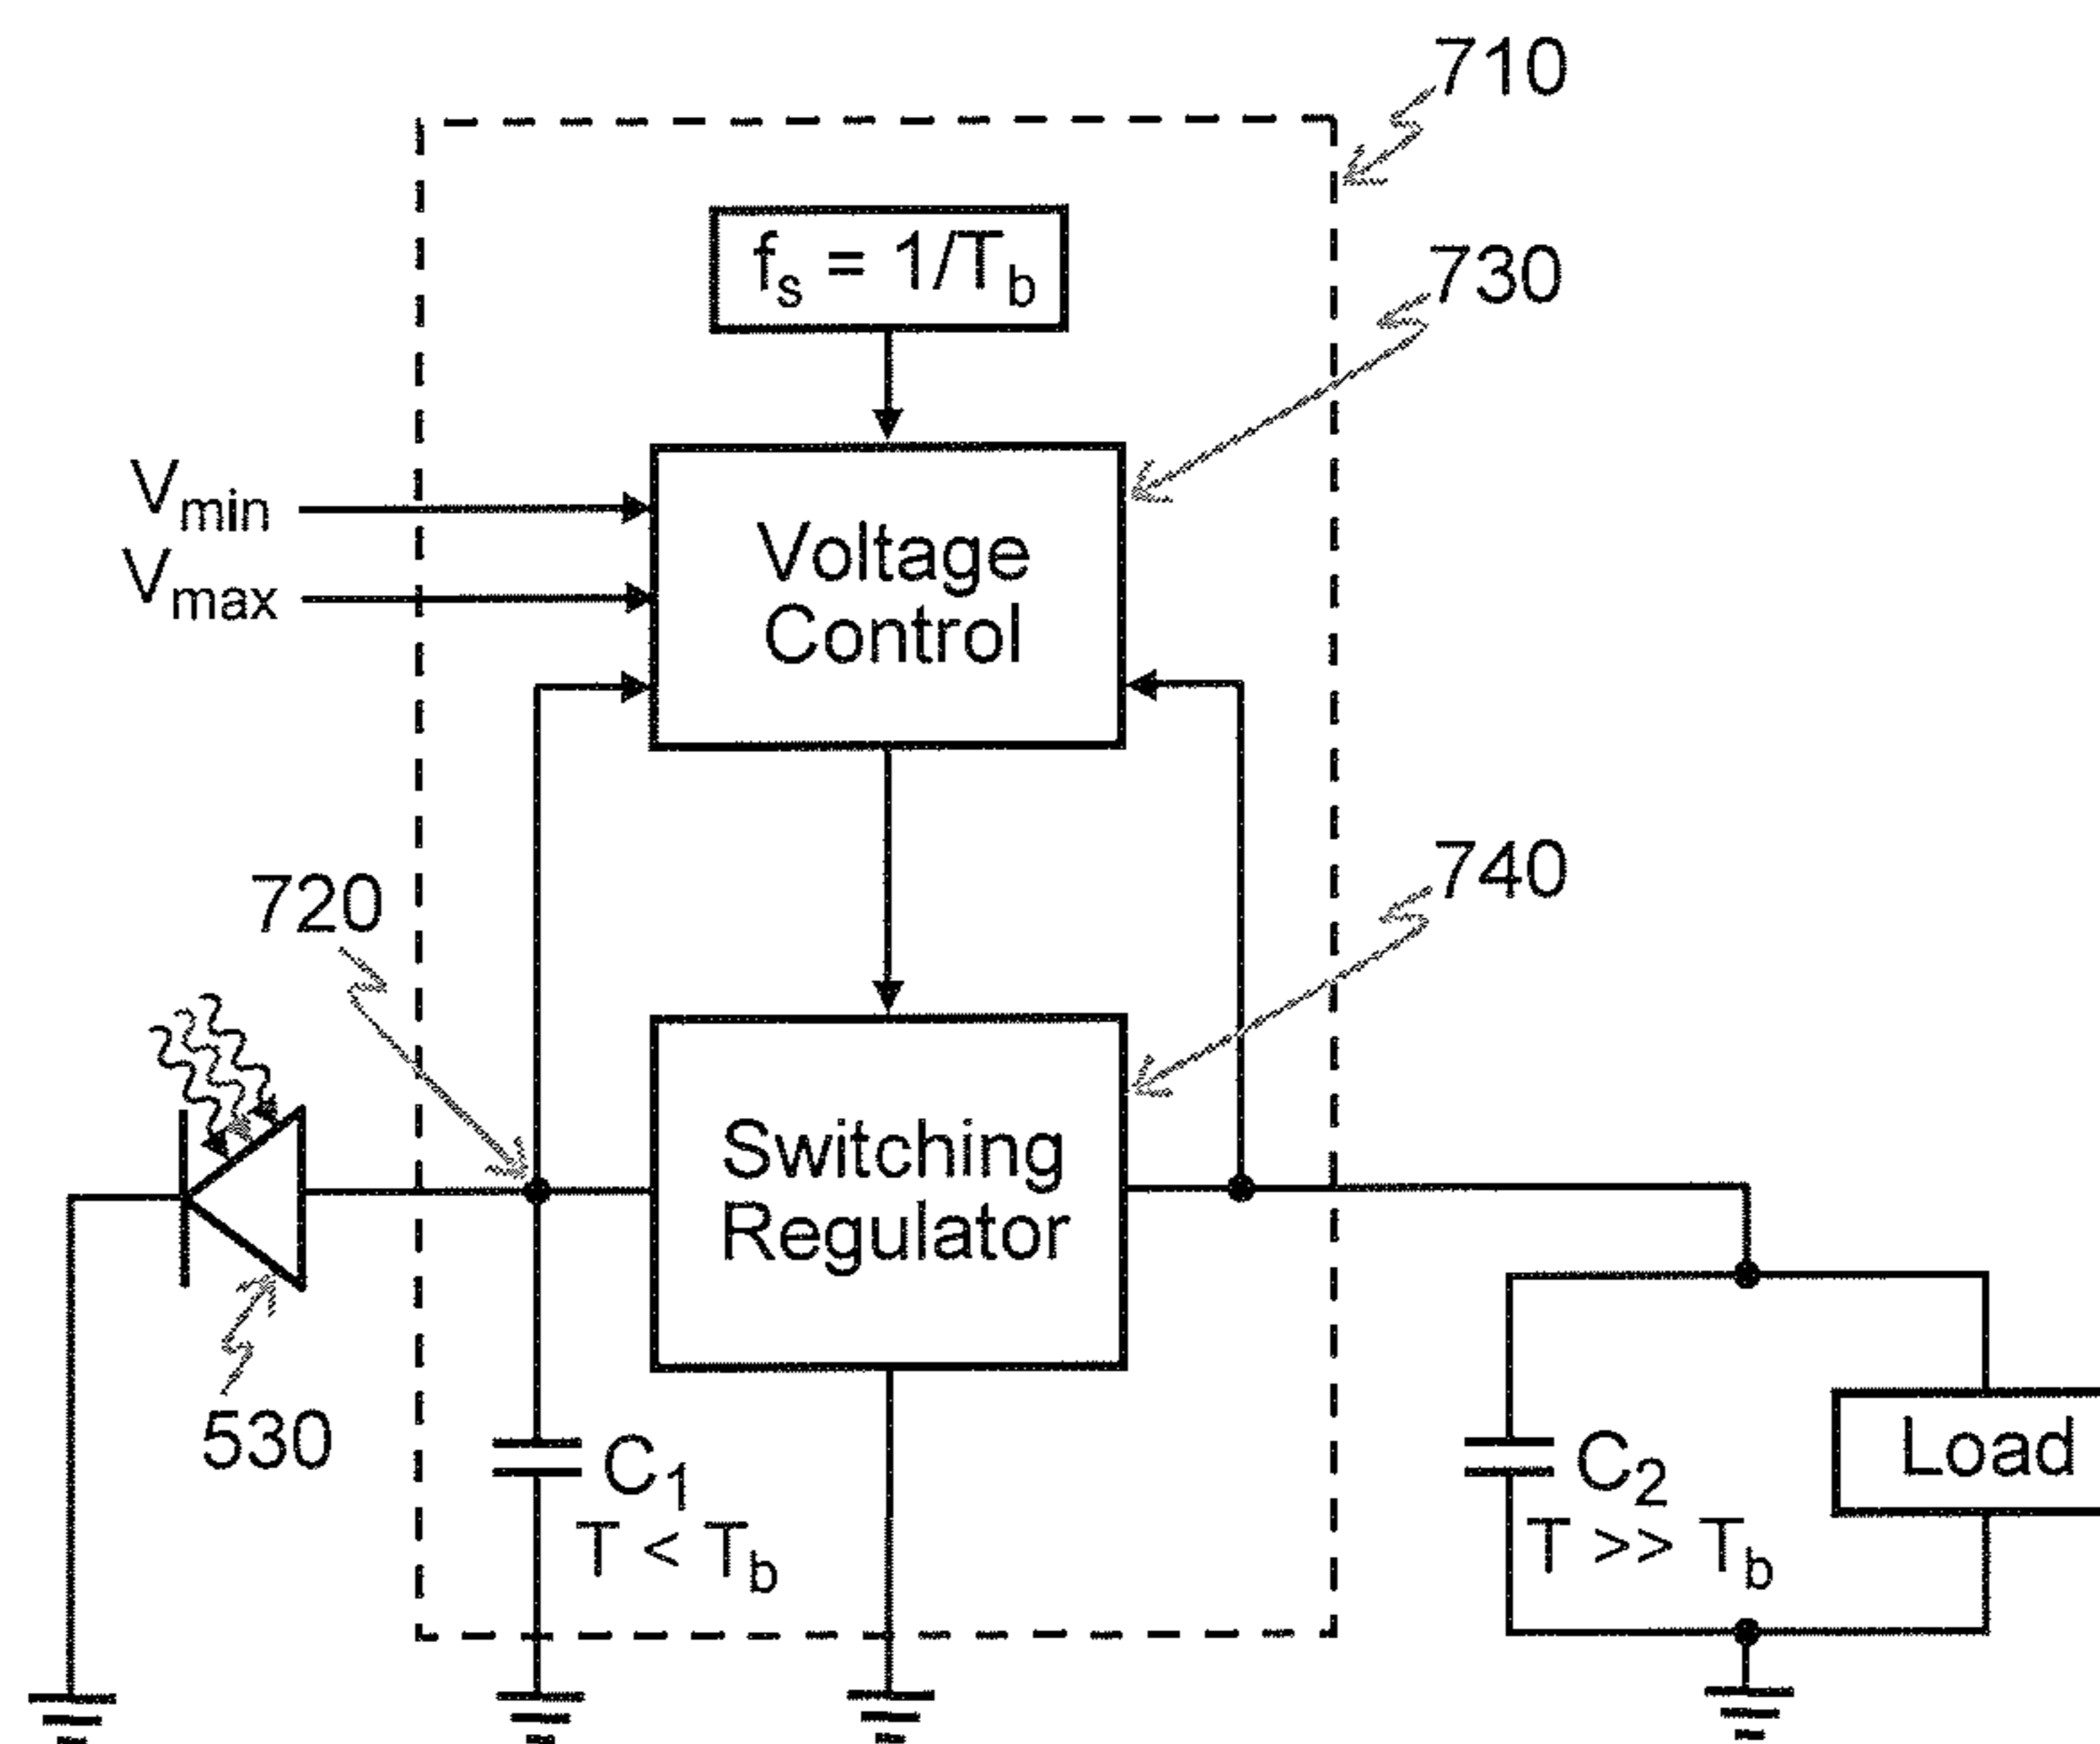 710
f_s = 1/T_b
730
V_min
V_max
Voltage
Control
740
720
Switching
Regulator
530
C_1
T < T_b
C_2
T >> T_b
Load